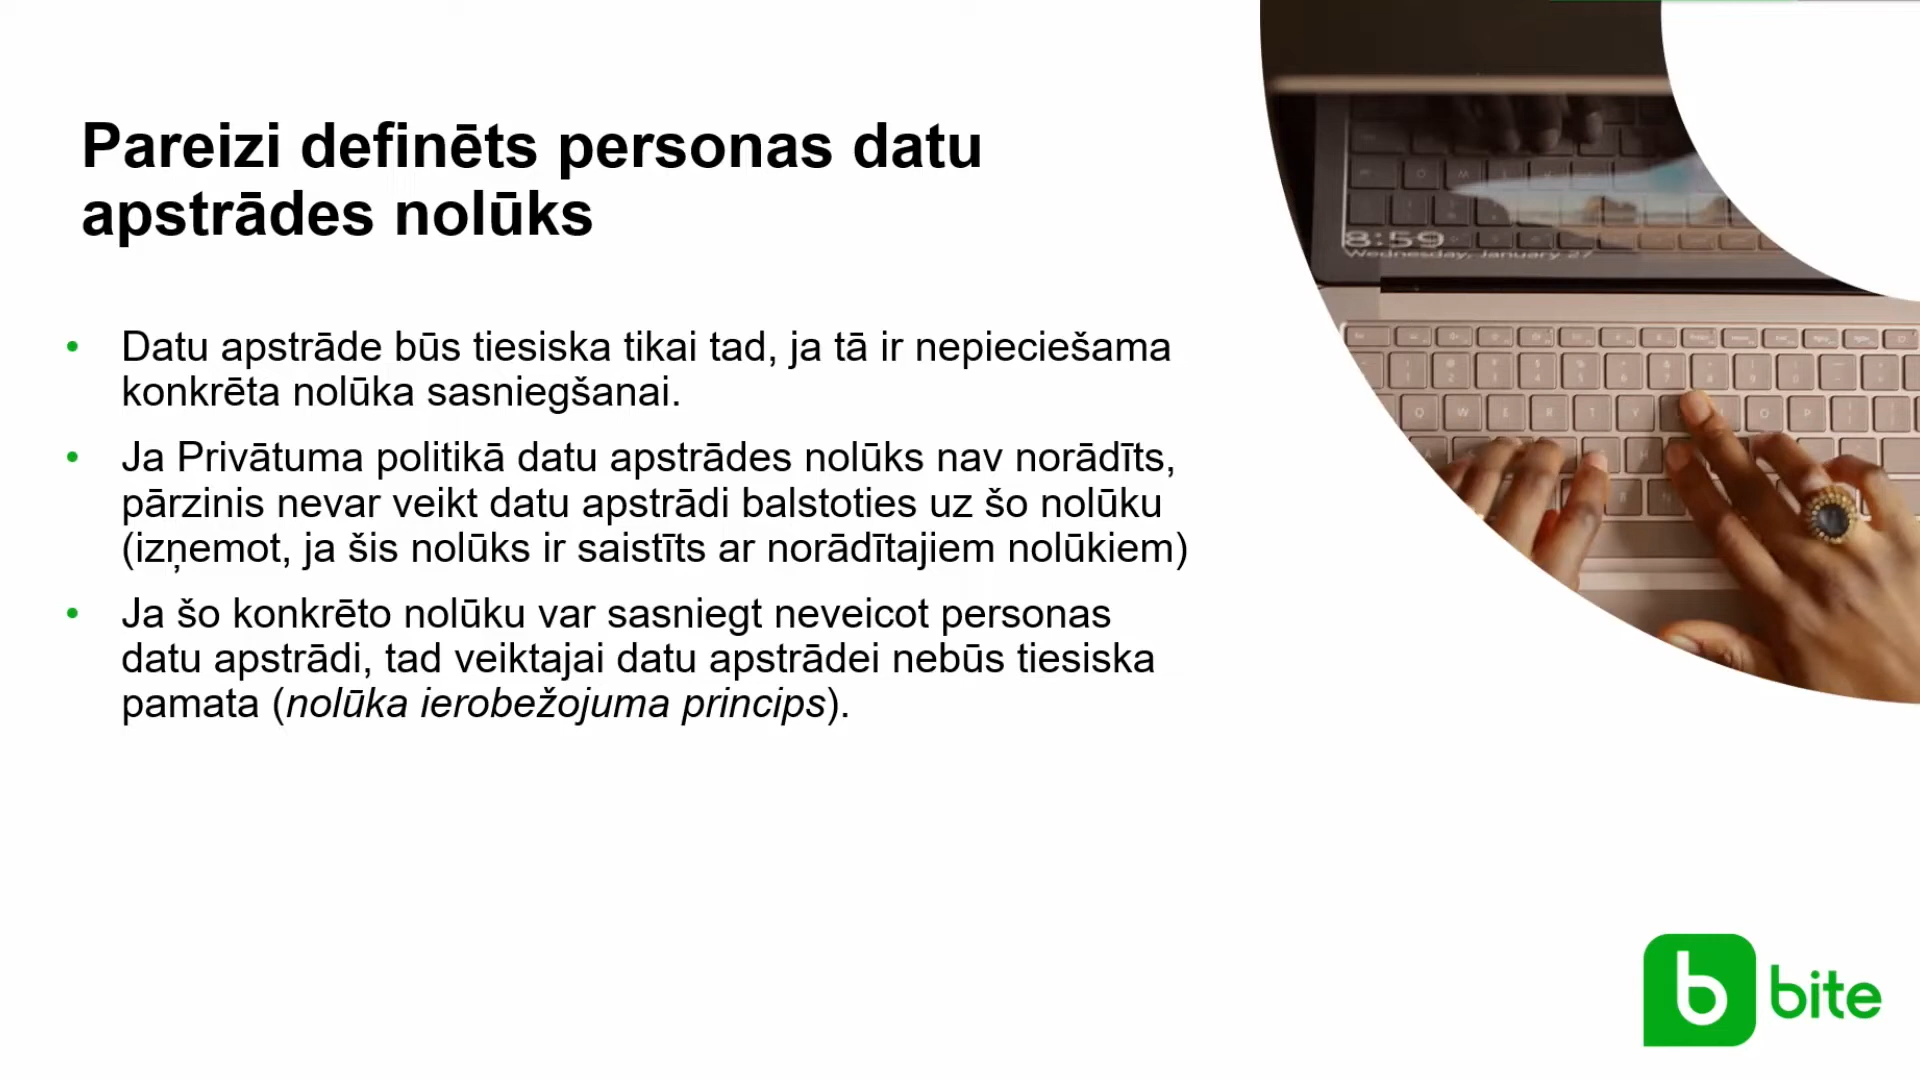 Pareizi definēts personas datu
apstrādes nolūks
• Datu apstrāde būs tiesiska tikai tad, ja tā ir nepieciešama
konkrēta nolūka sasniegšanai.
• Ja Privātuma politikā datu apstrādes nolūks nav norādīts,
pārzinis nevar veikt datu apstrādi balstoties uz šo nolūku
(izņemot, ja šis nolūks ir saistīts ar norādītajiem nolūkiem)
• Ja šo konkrēto nolūku var sasniegt neveicot personas
datu apstrādi, tad veiktajai datu apstrādei nebūs tiesiska
pamata (nolūka ierobežojuma princips).
8:59
Wednesday, January 27
b bite